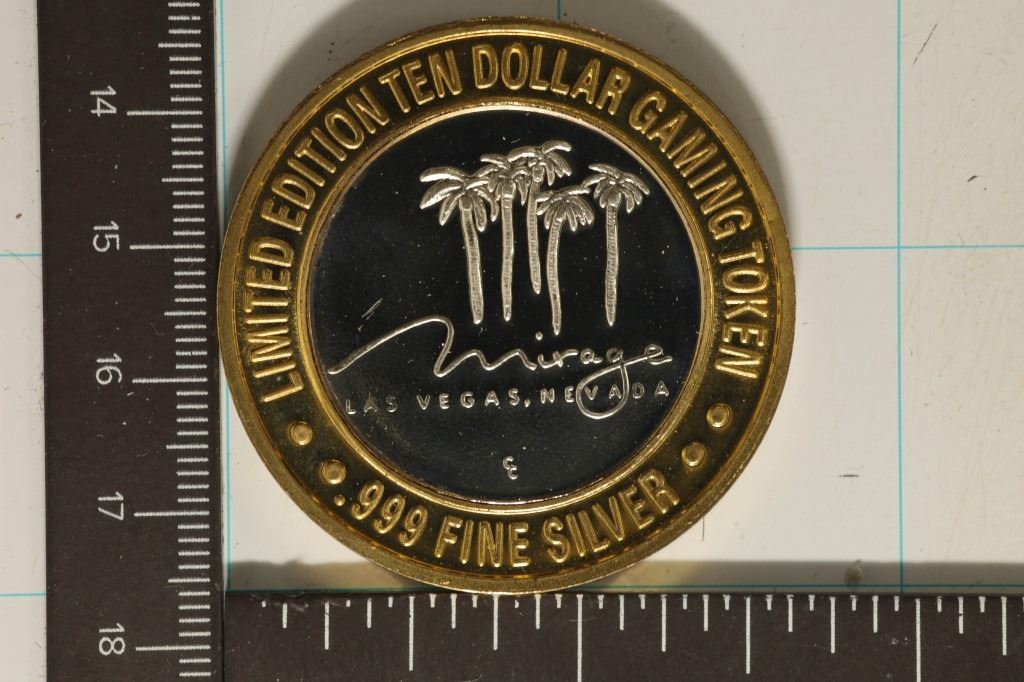 LIMITED EDITION TEN DOLLAR GAMING TOKEN
Mirage
LAS VEGAS, NEVADA
.999 FINE SILVER
14
15
16
17
18